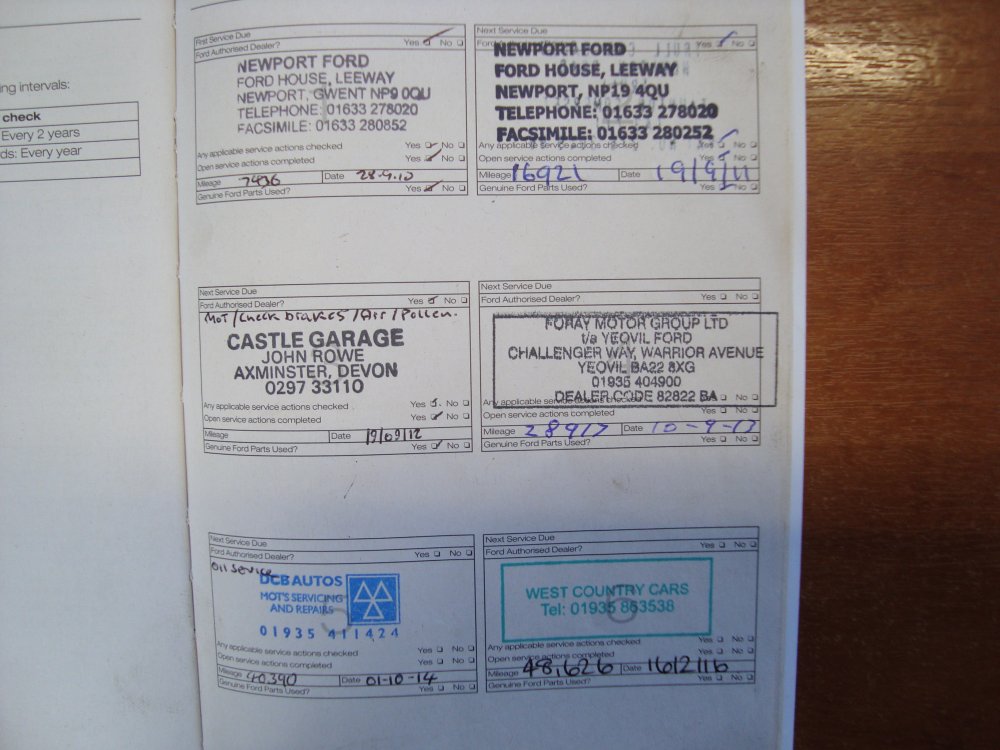 ing intervals:
check
Every 2 years
ds: Every year
First Service Due
Ford Authorised Dealer? Yes No
NEWPORT FORD
FORD HOUSE, LEEWAY
NEWPORT, GWENT NP9 0QU
TELEPHONE: 01633 278020
FACSIMILE: 01633 280852
Any applicable service actions checked Yes No
Open service actions completed Yes No
Mileage 7436 Date 28.9.10
Genuine Ford Parts Used? Yes No
Next Service Due
Yes No
NEWPORT FORD
FORD HOUSE, LEEWAY
NEWPORT, NP19 4QU
TELEPHONE: 01633 278020
FACSIMILE: 01633 280252
Any applicable service actions checked Yes No
Open service actions completed Yes No
Mileage 16921 Date 19/9/11
Genuine Ford Parts Used? Yes No
Next Service Due
Ford Authorised Dealer? Yes No
MOT/Check brakes/Air/Pollen.
CASTLE GARAGE
JOHN ROWE
AXMINSTER, DEVON
0297 33110
Any applicable service actions checked Yes No
Open service actions completed Yes No
Mileage Date 19/09/12
Genuine Ford Parts Used? Yes No
Next Service Due
Ford Authorised Dealer? Yes No
FORAY MOTOR GROUP LTD
t/a YEOVIL FORD
CHALLENGER WAY, WARRIOR AVENUE
YEOVIL BA22 8XG
01935 404900
DEALER CODE 82822 BA
Any applicable service actions checked Yes No
Open service actions completed Yes No
Mileage 28917 Date 10-9-13
Genuine Ford Parts Used? Yes No
Next Service Due
Ford Authorised Dealer? Yes No
Oil service
DCB AUTOS
MOT'S SERVICING
AND REPAIRS
01935 411424
Any applicable service actions checked Yes No
Open service actions completed Yes No
Mileage 40390 Date 01-10-14
Genuine Ford Parts Used? Yes No
Next Service Due
Ford Authorised Dealer? Yes No
WEST COUNTRY CARS
Tel: 01935 863538
Any applicable service actions checked Yes No
Open service actions completed Yes No
Mileage 48,626 Date 16/2/16
Genuine Ford Parts Used? Yes No